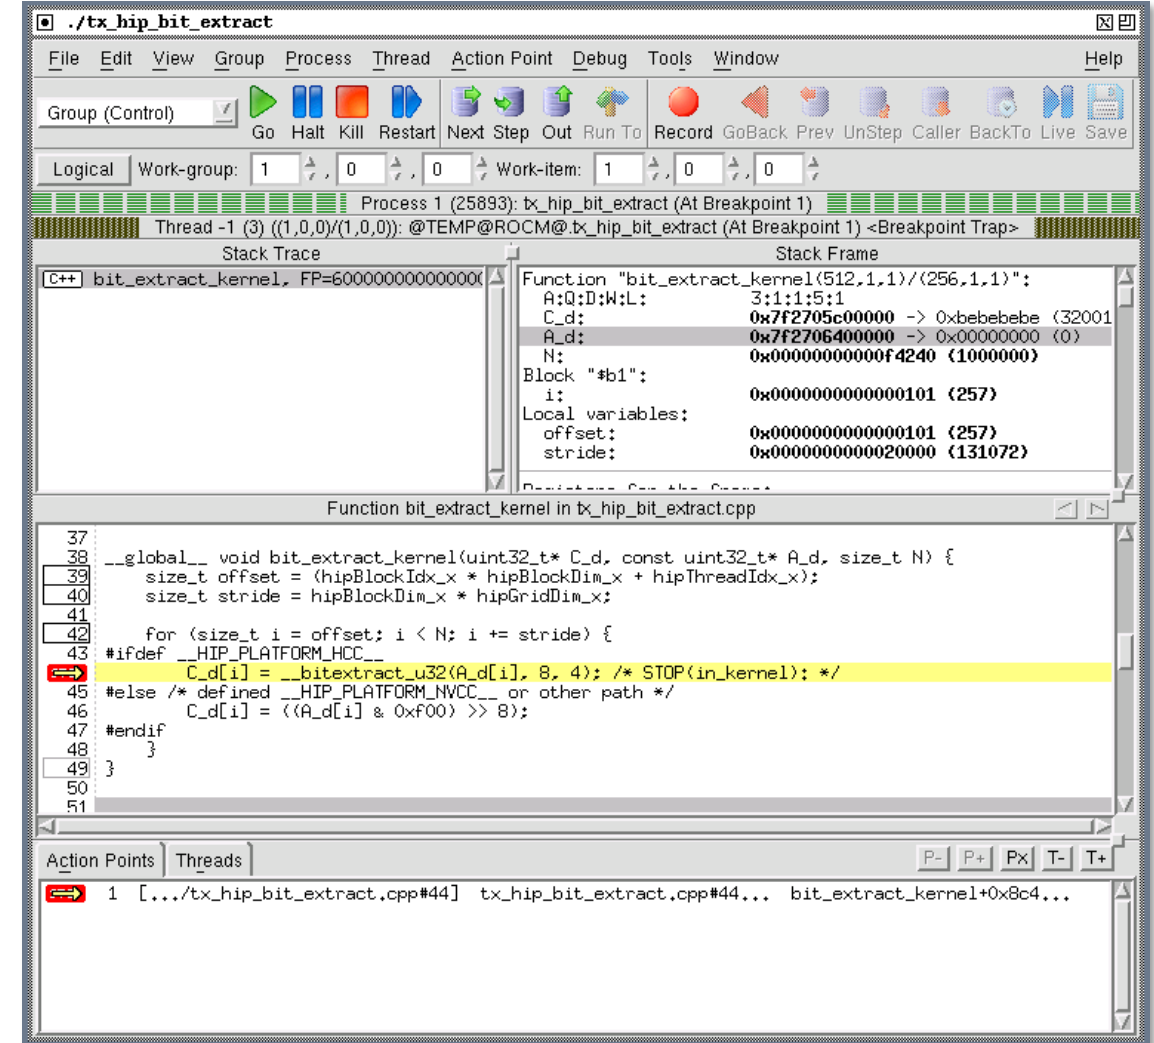 ./tx_hip_bit_extract
File Edit View Group Process Thread Action Point Debug Tools Window Help
Group (Control) Go Halt Kill Restart Next Step Out Run To Record GoBack Prev UnStep Caller BackTo Live Save
Logical Work-group: 1 , 0 , 0 Work-item: 1 , 0 , 0
Process 1 (25893): tx_hip_bit_extract (At Breakpoint 1)
Thread -1 (3) ((1,0,0)/(1,0,0)): @TEMP@ROCM@.tx_hip_bit_extract (At Breakpoint 1) <Breakpoint Trap>
Stack Trace
C++ bit_extract_kernel, FP=6000000000000000(
Stack Frame
Function "bit_extract_kernel(512,1,1)/(256,1,1)":
A:Q:D:W:L: 3:1:1:5:1
C_d: 0x7f2705c00000 -> 0xbebebebe (32001
A_d: 0x7f2706400000 -> 0x00000000 (0)
N: 0x00000000000f4240 (1000000)
Block "$b1":
i: 0x0000000000000101 (257)
Local variables:
offset: 0x0000000000000101 (257)
stride: 0x0000000000020000 (131072)
Registers for the frame:
Function bit_extract_kernel in tx_hip_bit_extract.cpp
37
38 __global__ void bit_extract_kernel(uint32_t* C_d, const uint32_t* A_d, size_t N) {
39 size_t offset = (hipBlockIdx_x * hipBlockDim_x + hipThreadIdx_x);
40 size_t stride = hipBlockDim_x * hipGridDim_x;
41
42 for (size_t i = offset; i < N; i += stride) {
43 #ifdef __HIP_PLATFORM_HCC__
C_d[i] = __bitextract_u32(A_d[i], 8, 4); /* STOP(in_kernel): */
45 #else /* defined __HIP_PLATFORM_NVCC__ or other path */
46 C_d[i] = ((A_d[i] & 0xf00) >> 8);
47 #endif
48 }
49 }
50
51
Action Points Threads P- P+ PX T- T+
1 [.../tx_hip_bit_extract.cpp#44] tx_hip_bit_extract.cpp#44... bit_extract_kernel+0x8c4...